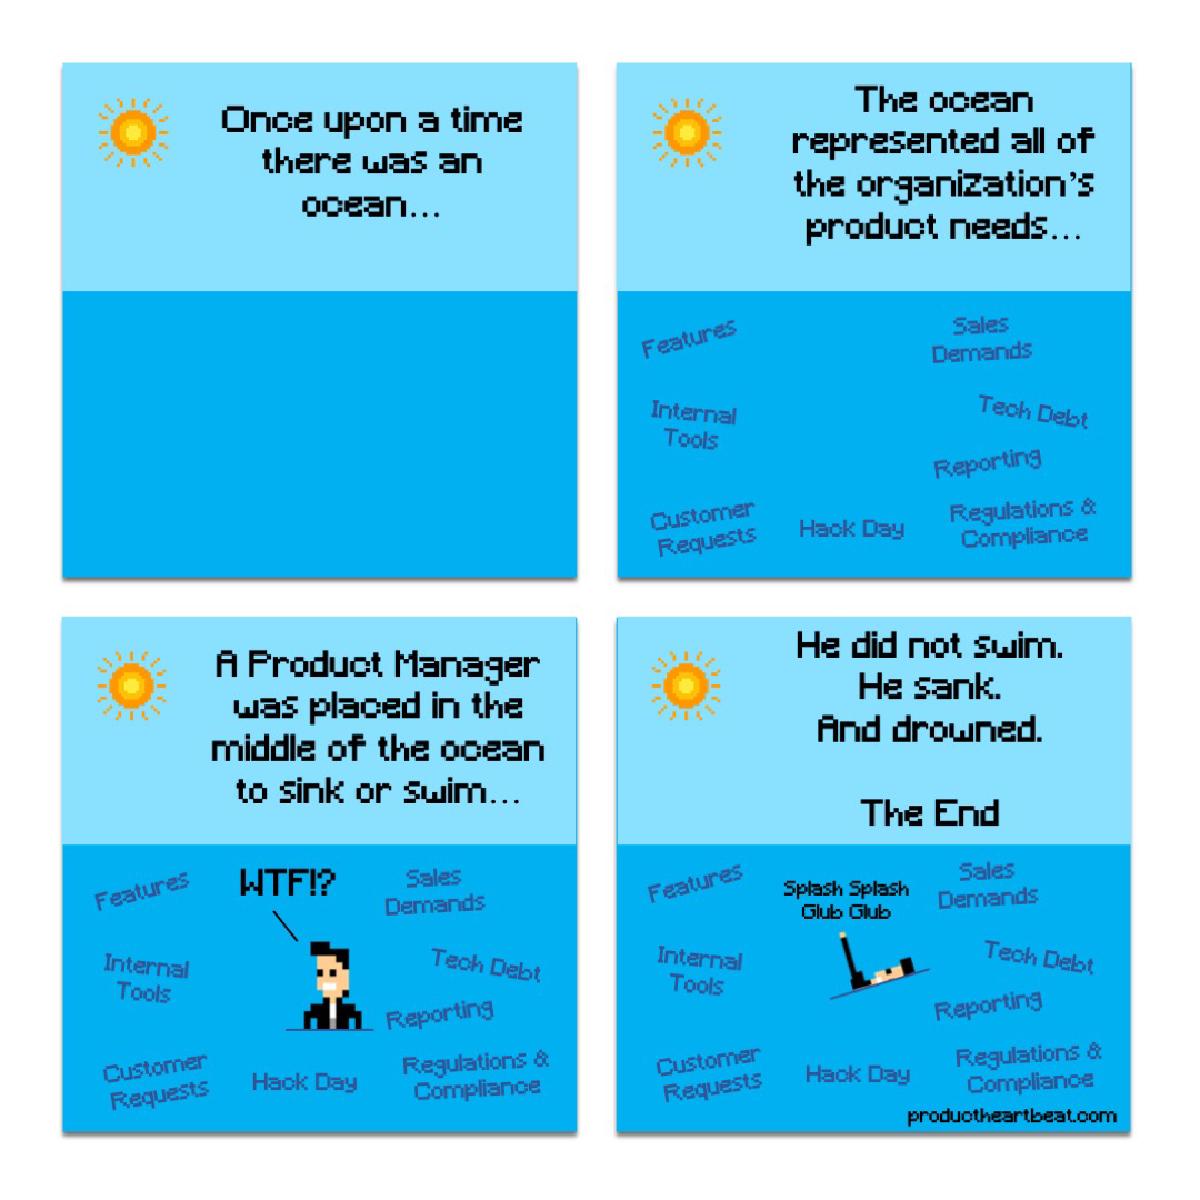 Once upon a time
there was an
ocean...
The ocean
represented all of
the organization's
product needs...
Features
Sales
Demands
Internal
Tools
Tech Debt
Reporting
Customer
Requests
Hack Day
Regulations &
Compliance
A Product Manager
was placed in the
middle of the ocean
to sink or swim...
WTF!?
Features
Sales
Demands
Internal
Tools
Tech Debt
Reporting
Customer
Requests
Hack Day
Regulations &
Compliance
He did not swim.
He sank.
And drowned.
The End
Features
Splash Splash
Glub Glub
Sales
Demands
Internal
Tools
Tech Debt
Reporting
Customer
Requests
Hack Day
Regulations &
Compliance
productheartbeat.com